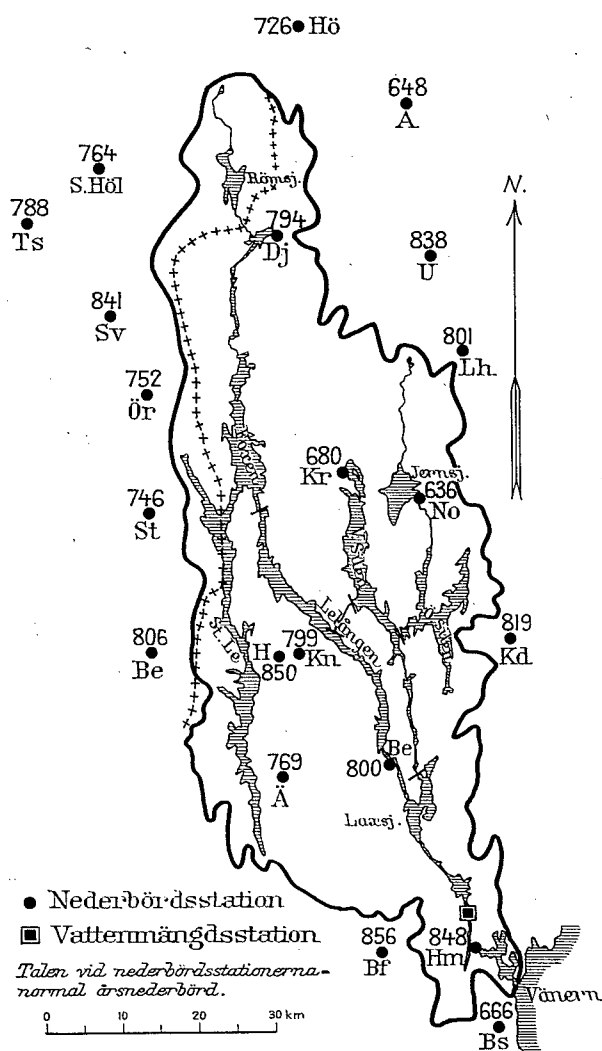 726 Hö
648
A
764
S.Höl
Römsj.
N.
788
Ts
794
Dj
838
U
841
Sv
801
Lh
752
Ör
680
Kr
Jernsj.
636
No
746
St
Lelången
St. Le
806
Be
H
799
Kn
850
819
Kd
Be
800
769
Ä
Laxsj.
Nederbördsstation
Vattenmängdsstation
856
Bf
848
Hm
Talen vid nederbördsstationerna-
normal årsnederbörd.
Vänern
666
Bs
0 10 20 30 km